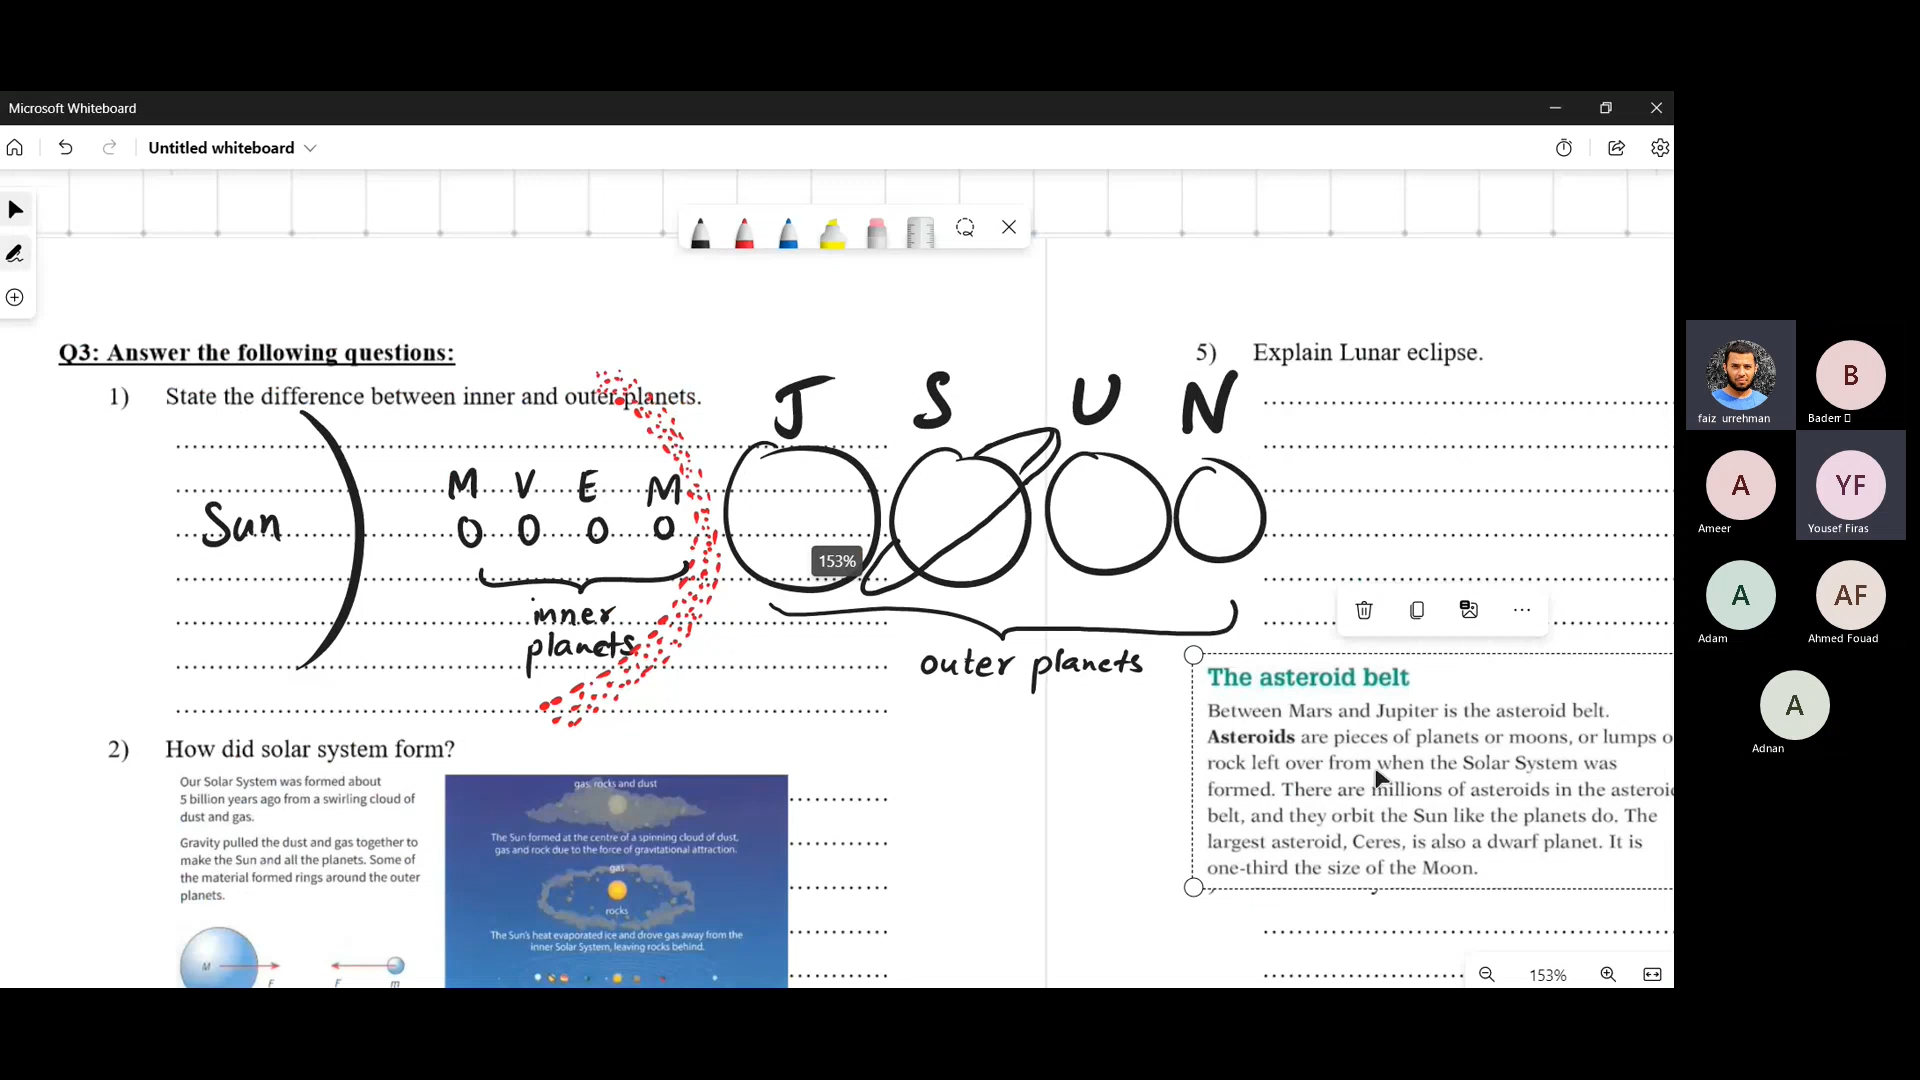 Microsoft Whiteboard
Untitled whiteboard
Q3: Answer the following questions:
1) State the difference between inner and outer planets.
J S U N
M V E M
Sun
153%
inner
planets
outer planets
2) How did solar system form?
Our Solar System was formed about
5 billion years ago from a swirling cloud of
dust and gas.
Gravity pulled the dust and gas together to
make the Sun and all the planets. Some of
the material formed rings around the outer
planets.
M
F F m
gas, rocks and dust
The Sun formed at the centre of a spinning cloud of dust,
gas and rock due to the force of gravitational attraction.
gas
rocks
The Sun's heat evaporated ice and drove gas away from the
inner Solar System, leaving rocks behind.
5) Explain Lunar eclipse.
The asteroid belt
Between Mars and Jupiter is the asteroid belt.
Asteroids are pieces of planets or moons, or lumps o
rock left over from when the Solar System was
formed. There are millions of asteroids in the asteroi
belt, and they orbit the Sun like the planets do. The
largest asteroid, Ceres, is also a dwarf planet. It is
one-third the size of the Moon.
153%
faiz urrehman
B
Baderr
A
Ameer
YF
Yousef Firas
A
Adam
AF
Ahmed Fouad
A
Adnan